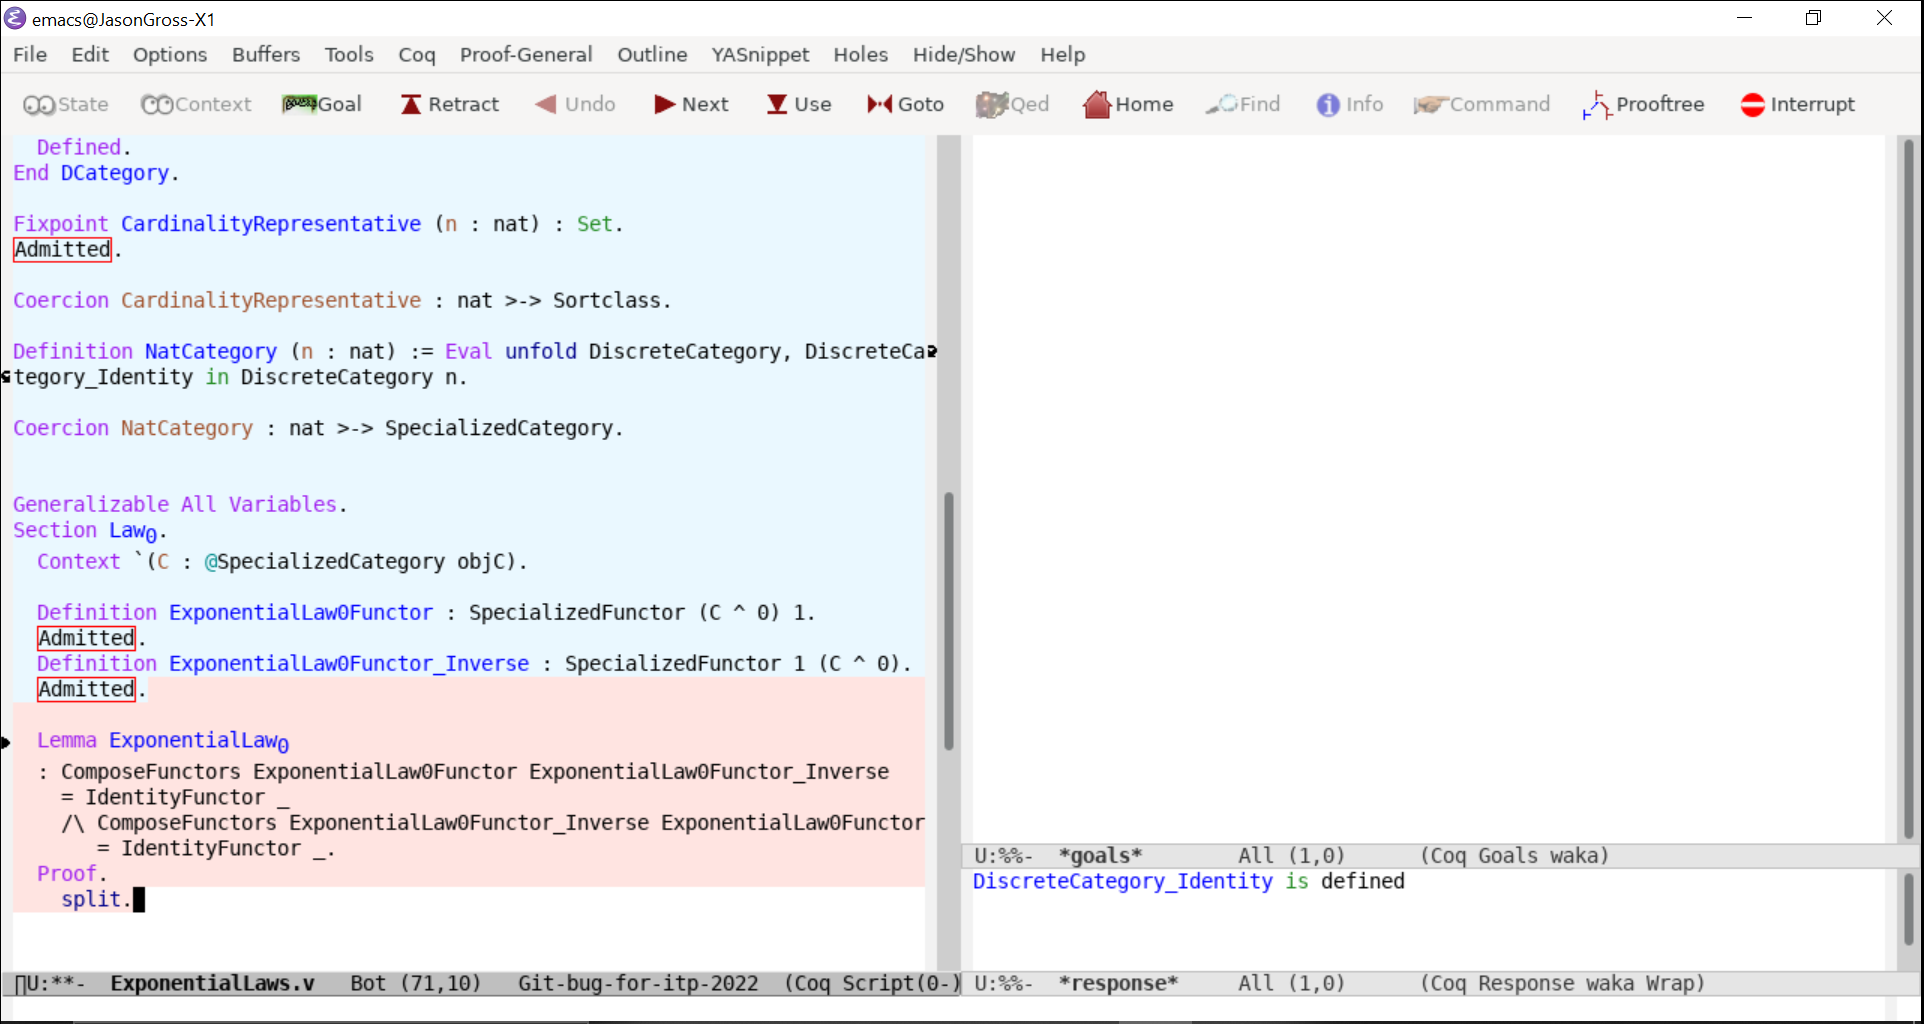 emacs@JasonGross-X1
File Edit Options Buffers Tools Coq Proof-General Outline YASnippet Holes Hide/Show Help
State Context Goal Retract Undo Next Use Goto Qed Home Find Info Command Prooftree Interrupt
  Defined.
End DCategory.
Fixpoint CardinalityRepresentative (n : nat) : Set.
Admitted.
Coercion CardinalityRepresentative : nat >-> Sortclass.
Definition NatCategory (n : nat) := Eval unfold DiscreteCategory, DiscreteCa
tegory_Identity in DiscreteCategory n.
Coercion NatCategory : nat >-> SpecializedCategory.
Generalizable All Variables.
Section Law₀.
  Context `(C : @SpecializedCategory objC).
  Definition ExponentialLaw0Functor : SpecializedFunctor (C ^ 0) 1.
  Admitted.
  Definition ExponentialLaw0Functor_Inverse : SpecializedFunctor 1 (C ^ 0).
  Admitted.
  Lemma ExponentialLaw₀
  : ComposeFunctors ExponentialLaw0Functor ExponentialLaw0Functor_Inverse
    = IdentityFunctor _
    /\ ComposeFunctors ExponentialLaw0Functor_Inverse ExponentialLaw0Functor
       = IdentityFunctor _.
  Proof.
    split.
U:**-  ExponentialLaws.v   Bot (71,10)   Git-bug-for-itp-2022  (Coq Script(0-)
U:%%-  *goals*        All (1,0)      (Coq Goals waka)
DiscreteCategory_Identity is defined
U:%%-  *response*     All (1,0)      (Coq Response waka Wrap)